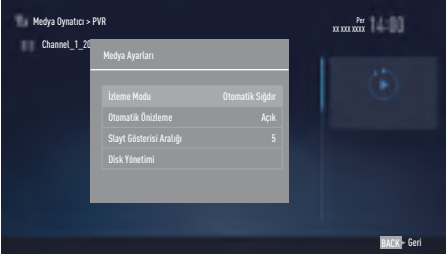 Medya Oynatıcı > PVR
Per
xx xxx xxxx 14:03
Channel_1_20
Medya Ayarları
İzleme Modu Otomatik Sığdır
Otomatik Önizleme Açık
Slayt Gösterisi Aralığı 5
Disk Yönetimi
BACK Geri